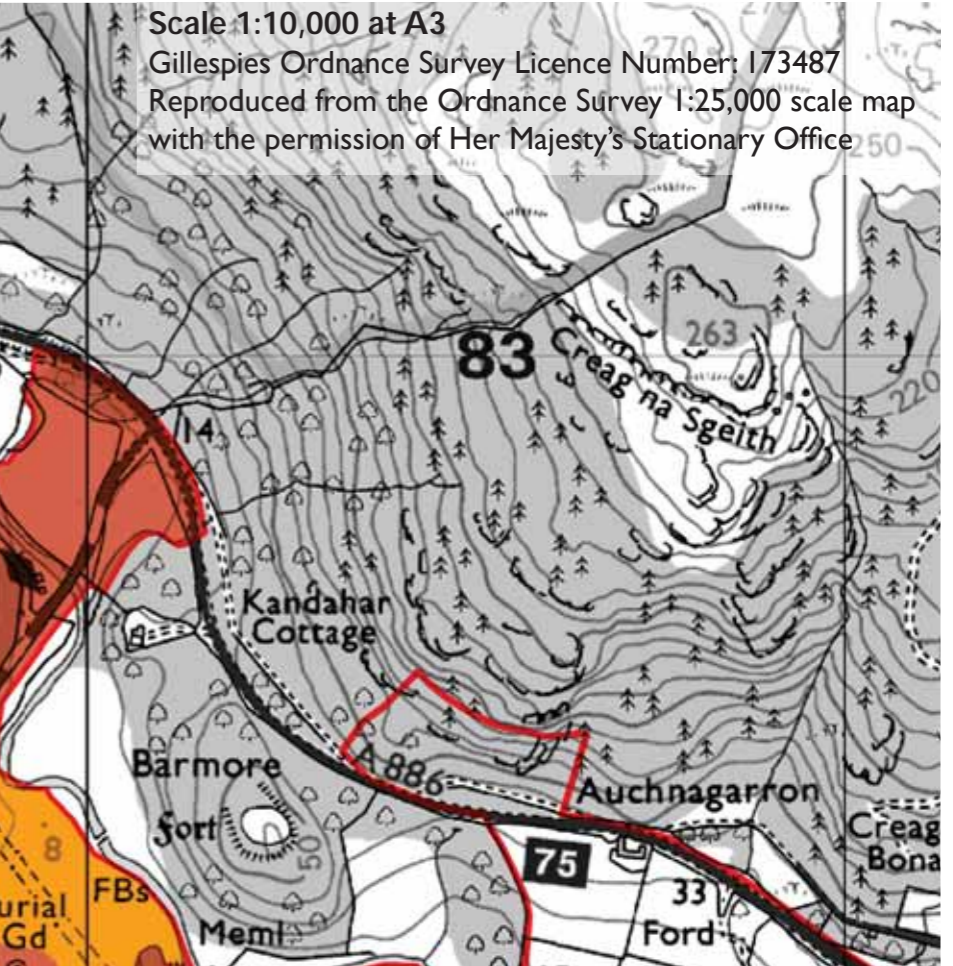 Scale 1:10,000 at A3
Gillespies Ordnance Survey Licence Number: 173487
Reproduced from the Ordnance Survey 1:25,000 scale map
with the permission of Her Majesty's Stationary Office
270
270
250
263
83
Creag na Sgeith
220
14
Kandahar
Cottage
A 886
Barmore
Fort
50
Auchnagarron
Creag
Bona
75
8
FBs
urial
Gd
Meml
33
Ford